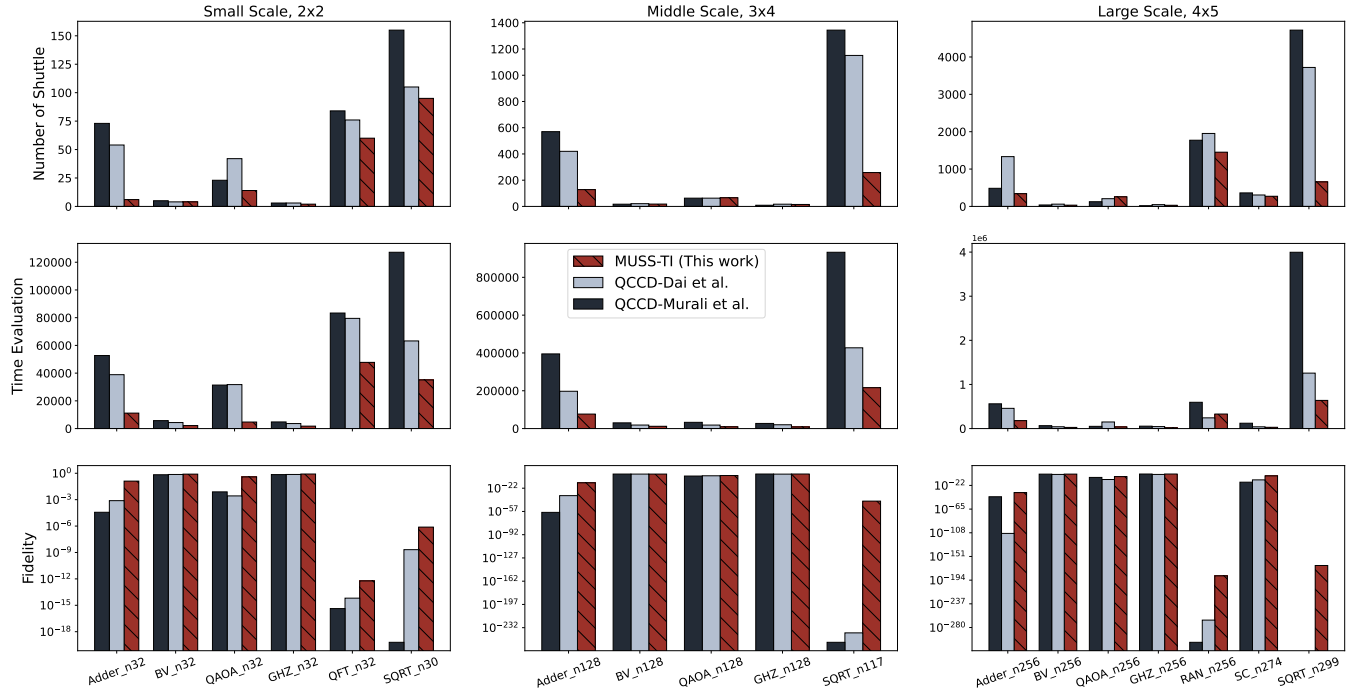 Small Scale, 2x2
Middle Scale, 3x4
Large Scale, 4x5
Number of Shuttle
150
125
100
75
50
25
0
1400
1200
1000
800
600
400
200
0
4000
3000
2000
1000
0
Time Evaluation
120000
100000
80000
60000
40000
20000
0
800000
600000
400000
200000
0
MUSS-TI (This work)
QCCD-Dai et al.
QCCD-Murali et al.
1e6
4
3
2
1
0
Fidelity
10⁰
10⁻³
10⁻⁶
10⁻⁹
10⁻¹²
10⁻¹⁵
10⁻¹⁸
10⁻²²
10⁻⁵⁷
10⁻⁹²
10⁻¹²⁷
10⁻¹⁶²
10⁻¹⁹⁷
10⁻²³²
10⁻²²
10⁻⁶⁵
10⁻¹⁰⁸
10⁻¹⁵¹
10⁻¹⁹⁴
10⁻²³⁷
10⁻²⁸⁰
Adder_n32
BV_n32
QAOA_n32
GHZ_n32
QFT_n32
SQRT_n30
Adder_n128
BV_n128
QAOA_n128
GHZ_n128
SQRT_n117
Adder_n256
BV_n256
QAOA_n256
GHZ_n256
RAN_n256
SC_n274
SQRT_n299